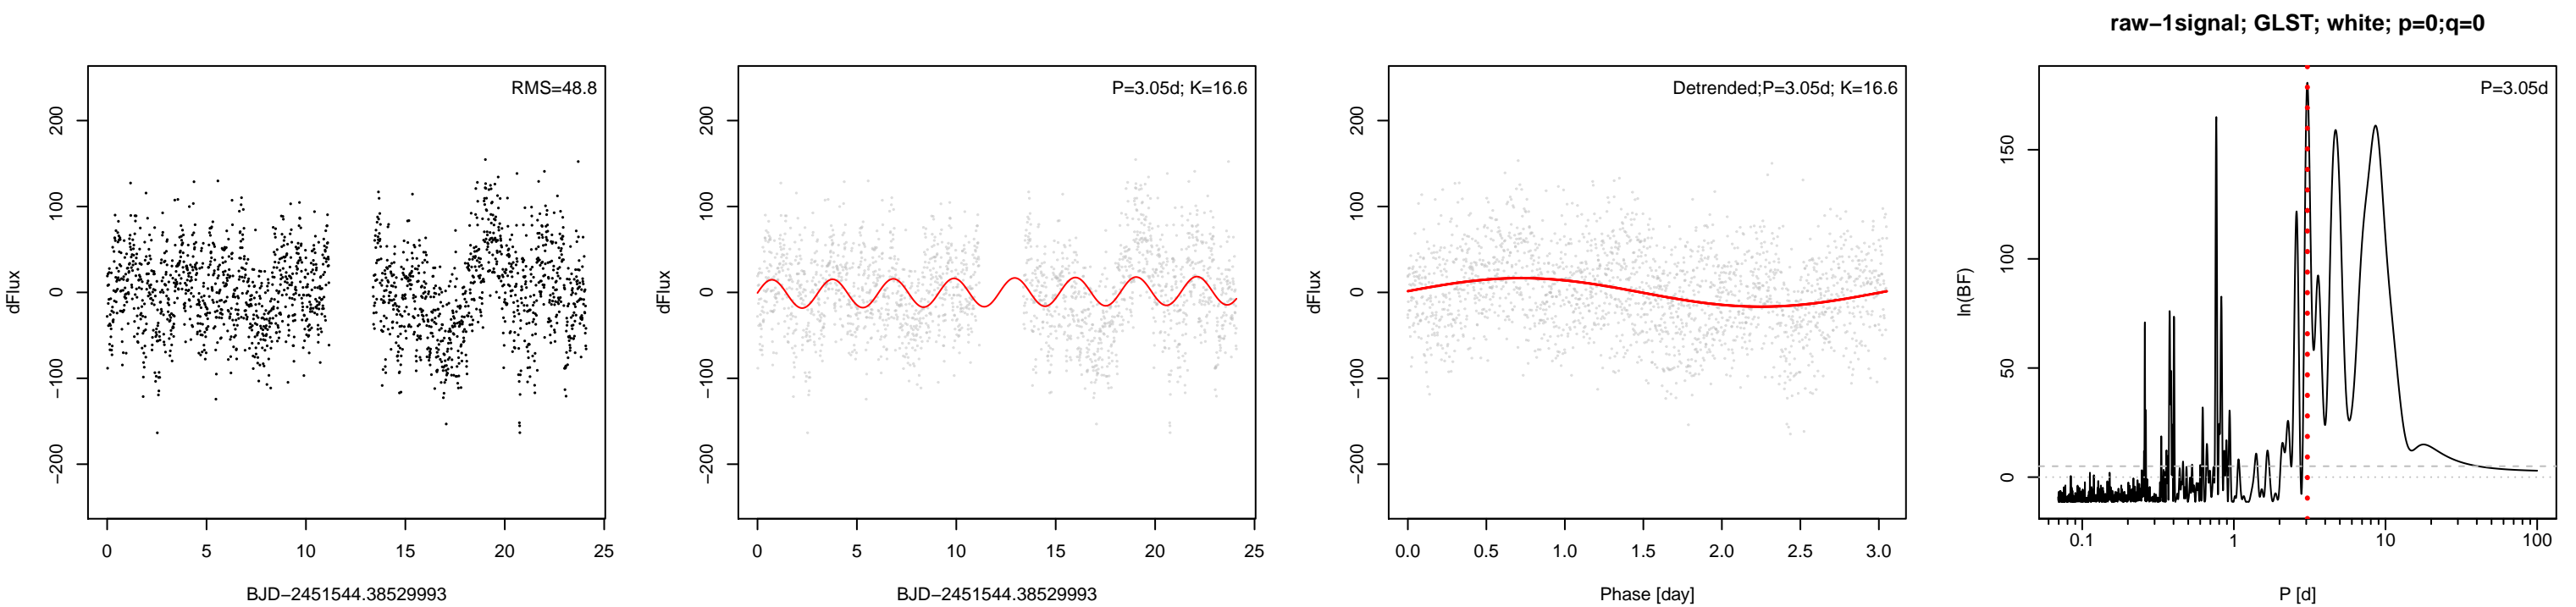 raw−1signal; GLST; white; p=0;q=0
RMS=48.8
dFlux
200
100
0
−100
−200
0 5 10 15 20 25
BJD−2451544.38529993
P=3.05d; K=16.6
dFlux
200
100
0
−100
−200
0 5 10 15 20 25
BJD−2451544.38529993
Detrended;P=3.05d; K=16.6
dFlux
200
100
0
−100
−200
0.0 0.5 1.0 1.5 2.0 2.5 3.0
Phase [day]
P=3.05d
ln(BF)
150
100
50
0
0.1 1 10 100
P [d]